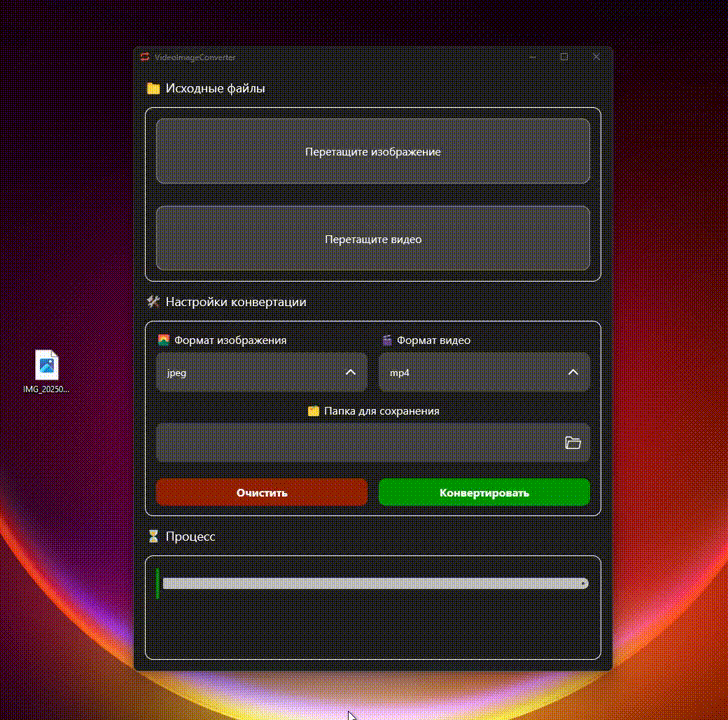 VideoImageConverter
Исходные файлы
Перетащите изображение
Перетащите видео
Настройки конвертации
Формат изображения
Формат видео
jpeg
mp4
IMG_20250...
Папка для сохранения
Очистить
Конвертировать
Процесс